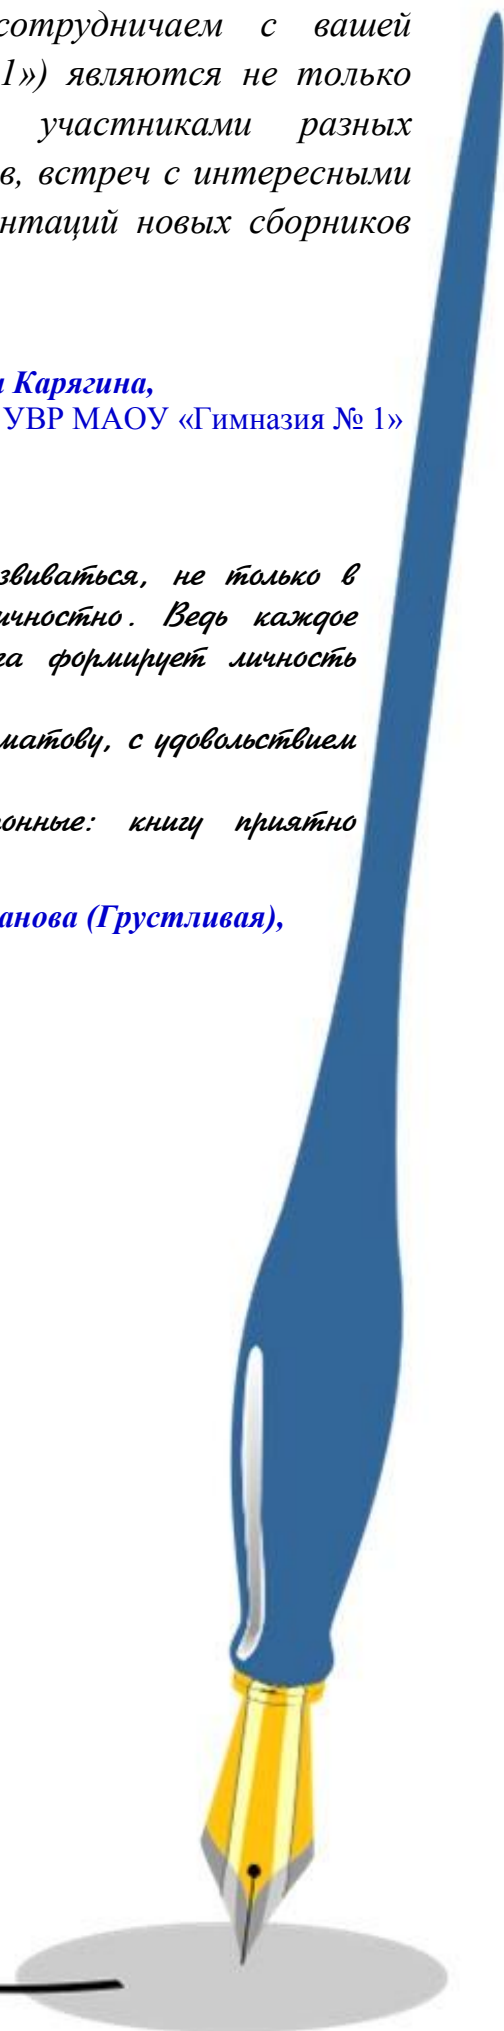 сотрудничаем с вашей
1») являются не только
участниками разных
в, встреч с интересными
нтаций новых сборников
Карягина,
УВР МАОУ «Гимназия № 1»
звиваться, не только в
ичностно. Ведь каждое
га формирует личность
матову, с удовольствием
онные: книгу приятно
анова (Грустливая),